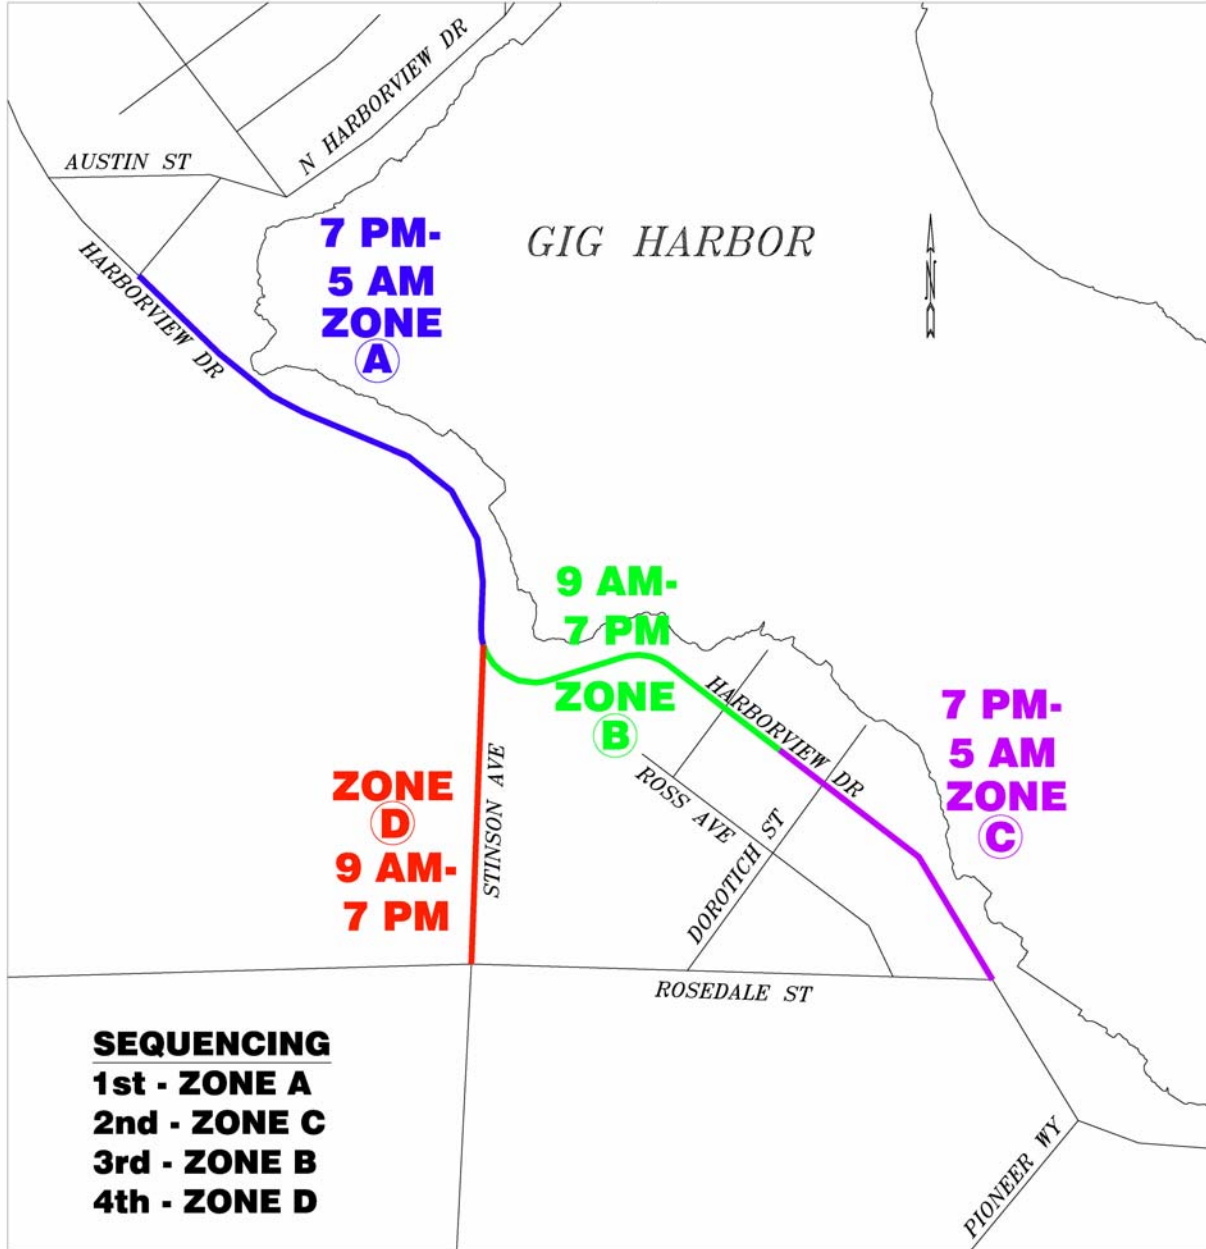 N HARBORVIEW DR
AUSTIN ST
7 PM-
5 AM
ZONE
A
GIG HARBOR
N
HARBORVIEW DR
9 AM-
7 PM
ZONE
B
HARBORVIEW DR
7 PM-
5 AM
ZONE
C
ZONE
D
9 AM-
7 PM
STINSON AVE
ROSS AVE
DOROTICH ST
ROSEDALE ST
PIONEER WY
SEQUENCING
1st - ZONE A
2nd - ZONE C
3rd - ZONE B
4th - ZONE D